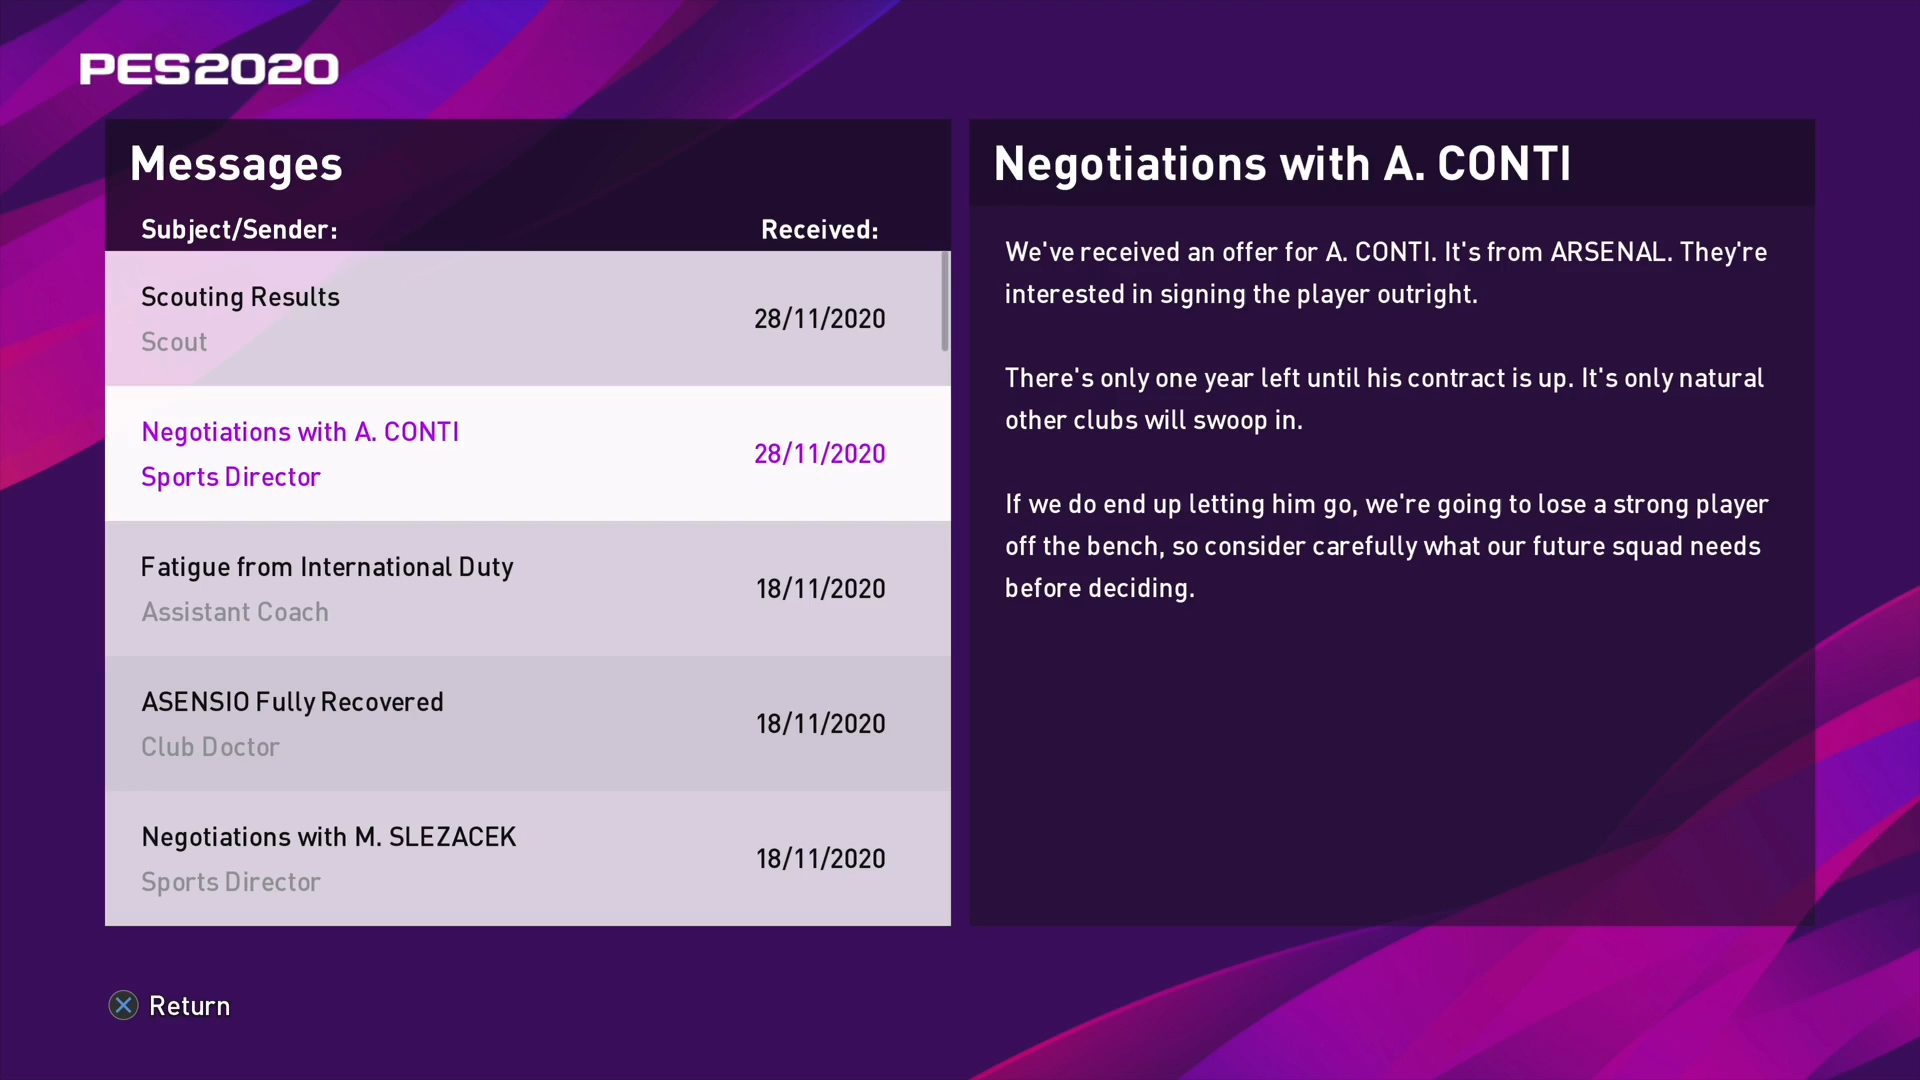 PES2020
Messages
Subject/Sender:
Received:
Scouting Results
Scout
28/11/2020
Negotiations with A. CONTI
Sports Director
28/11/2020
Fatigue from International Duty
Assistant Coach
18/11/2020
ASENSIO Fully Recovered
Club Doctor
18/11/2020
Negotiations with M. SLEZACEK
Sports Director
18/11/2020
Negotiations with A. CONTI
We've received an offer for A. CONTI. It's from ARSENAL. They're
interested in signing the player outright.
There's only one year left until his contract is up. It's only natural
other clubs will swoop in.
If we do end up letting him go, we're going to lose a strong player
off the bench, so consider carefully what our future squad needs
before deciding.
Return